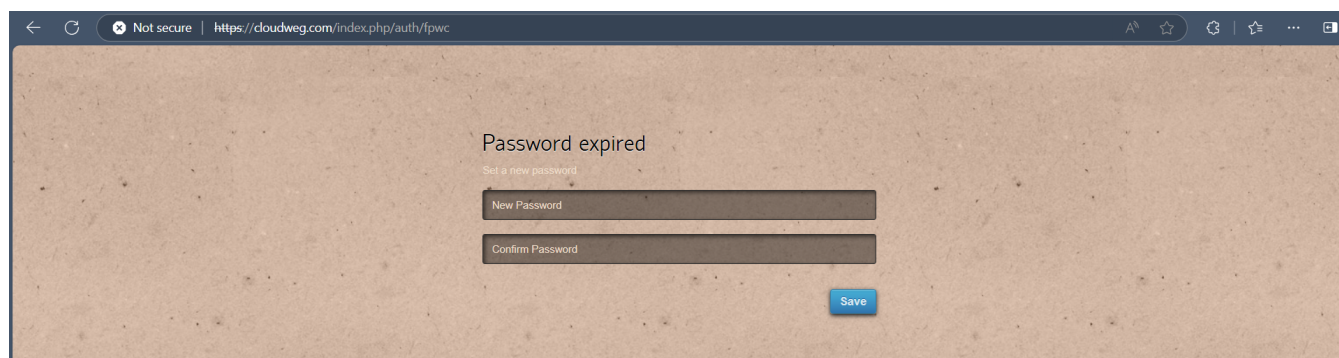 Not secure | https://cloudweg.com/index.php/auth/fpwc
Password expired
Set a new password
New Password
Confirm Password
Save